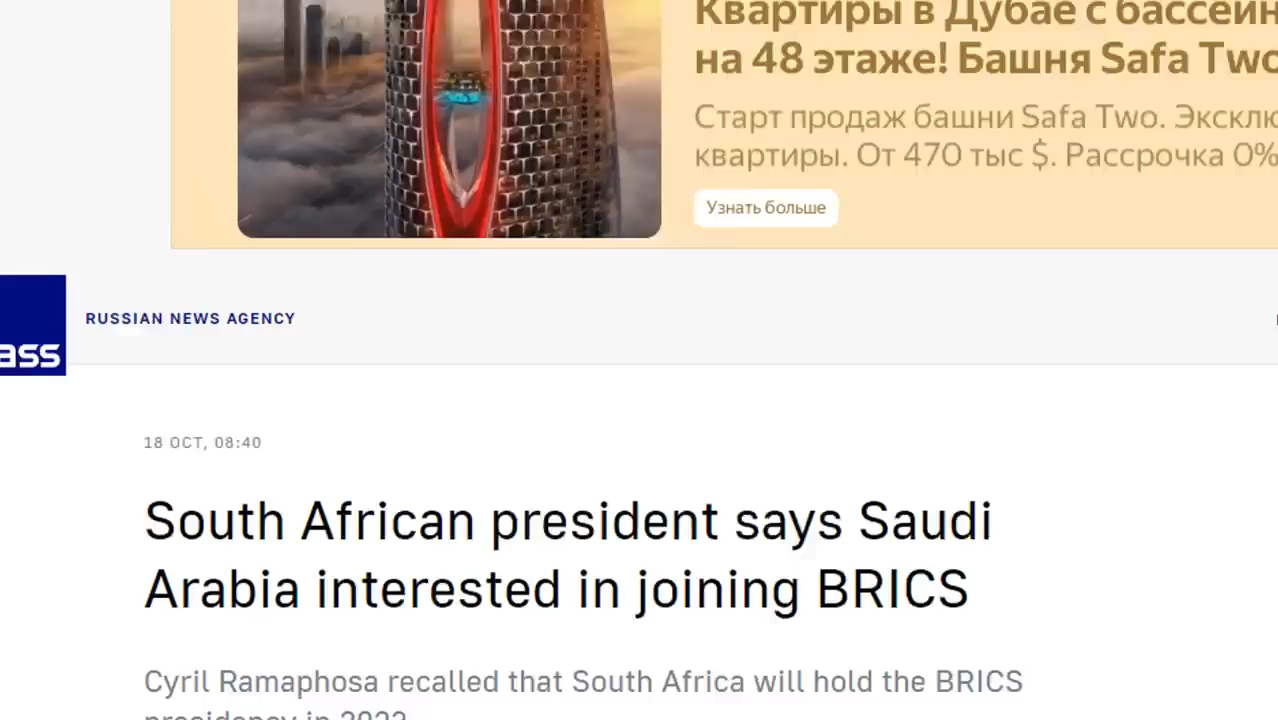 Квартиры в Дубае с бассейн
на 48 этаже! Башня Safa Two
Старт продаж башни Safa Two. Эксклю
квартиры. От 470 тыс $. Рассрочка 0%
Узнать больше
RUSSIAN NEWS AGENCY
ass
18 OCT, 08:40
South African president says Saudi
Arabia interested in joining BRICS
Cyril Ramaphosa recalled that South Africa will hold the BRICS
presidency in